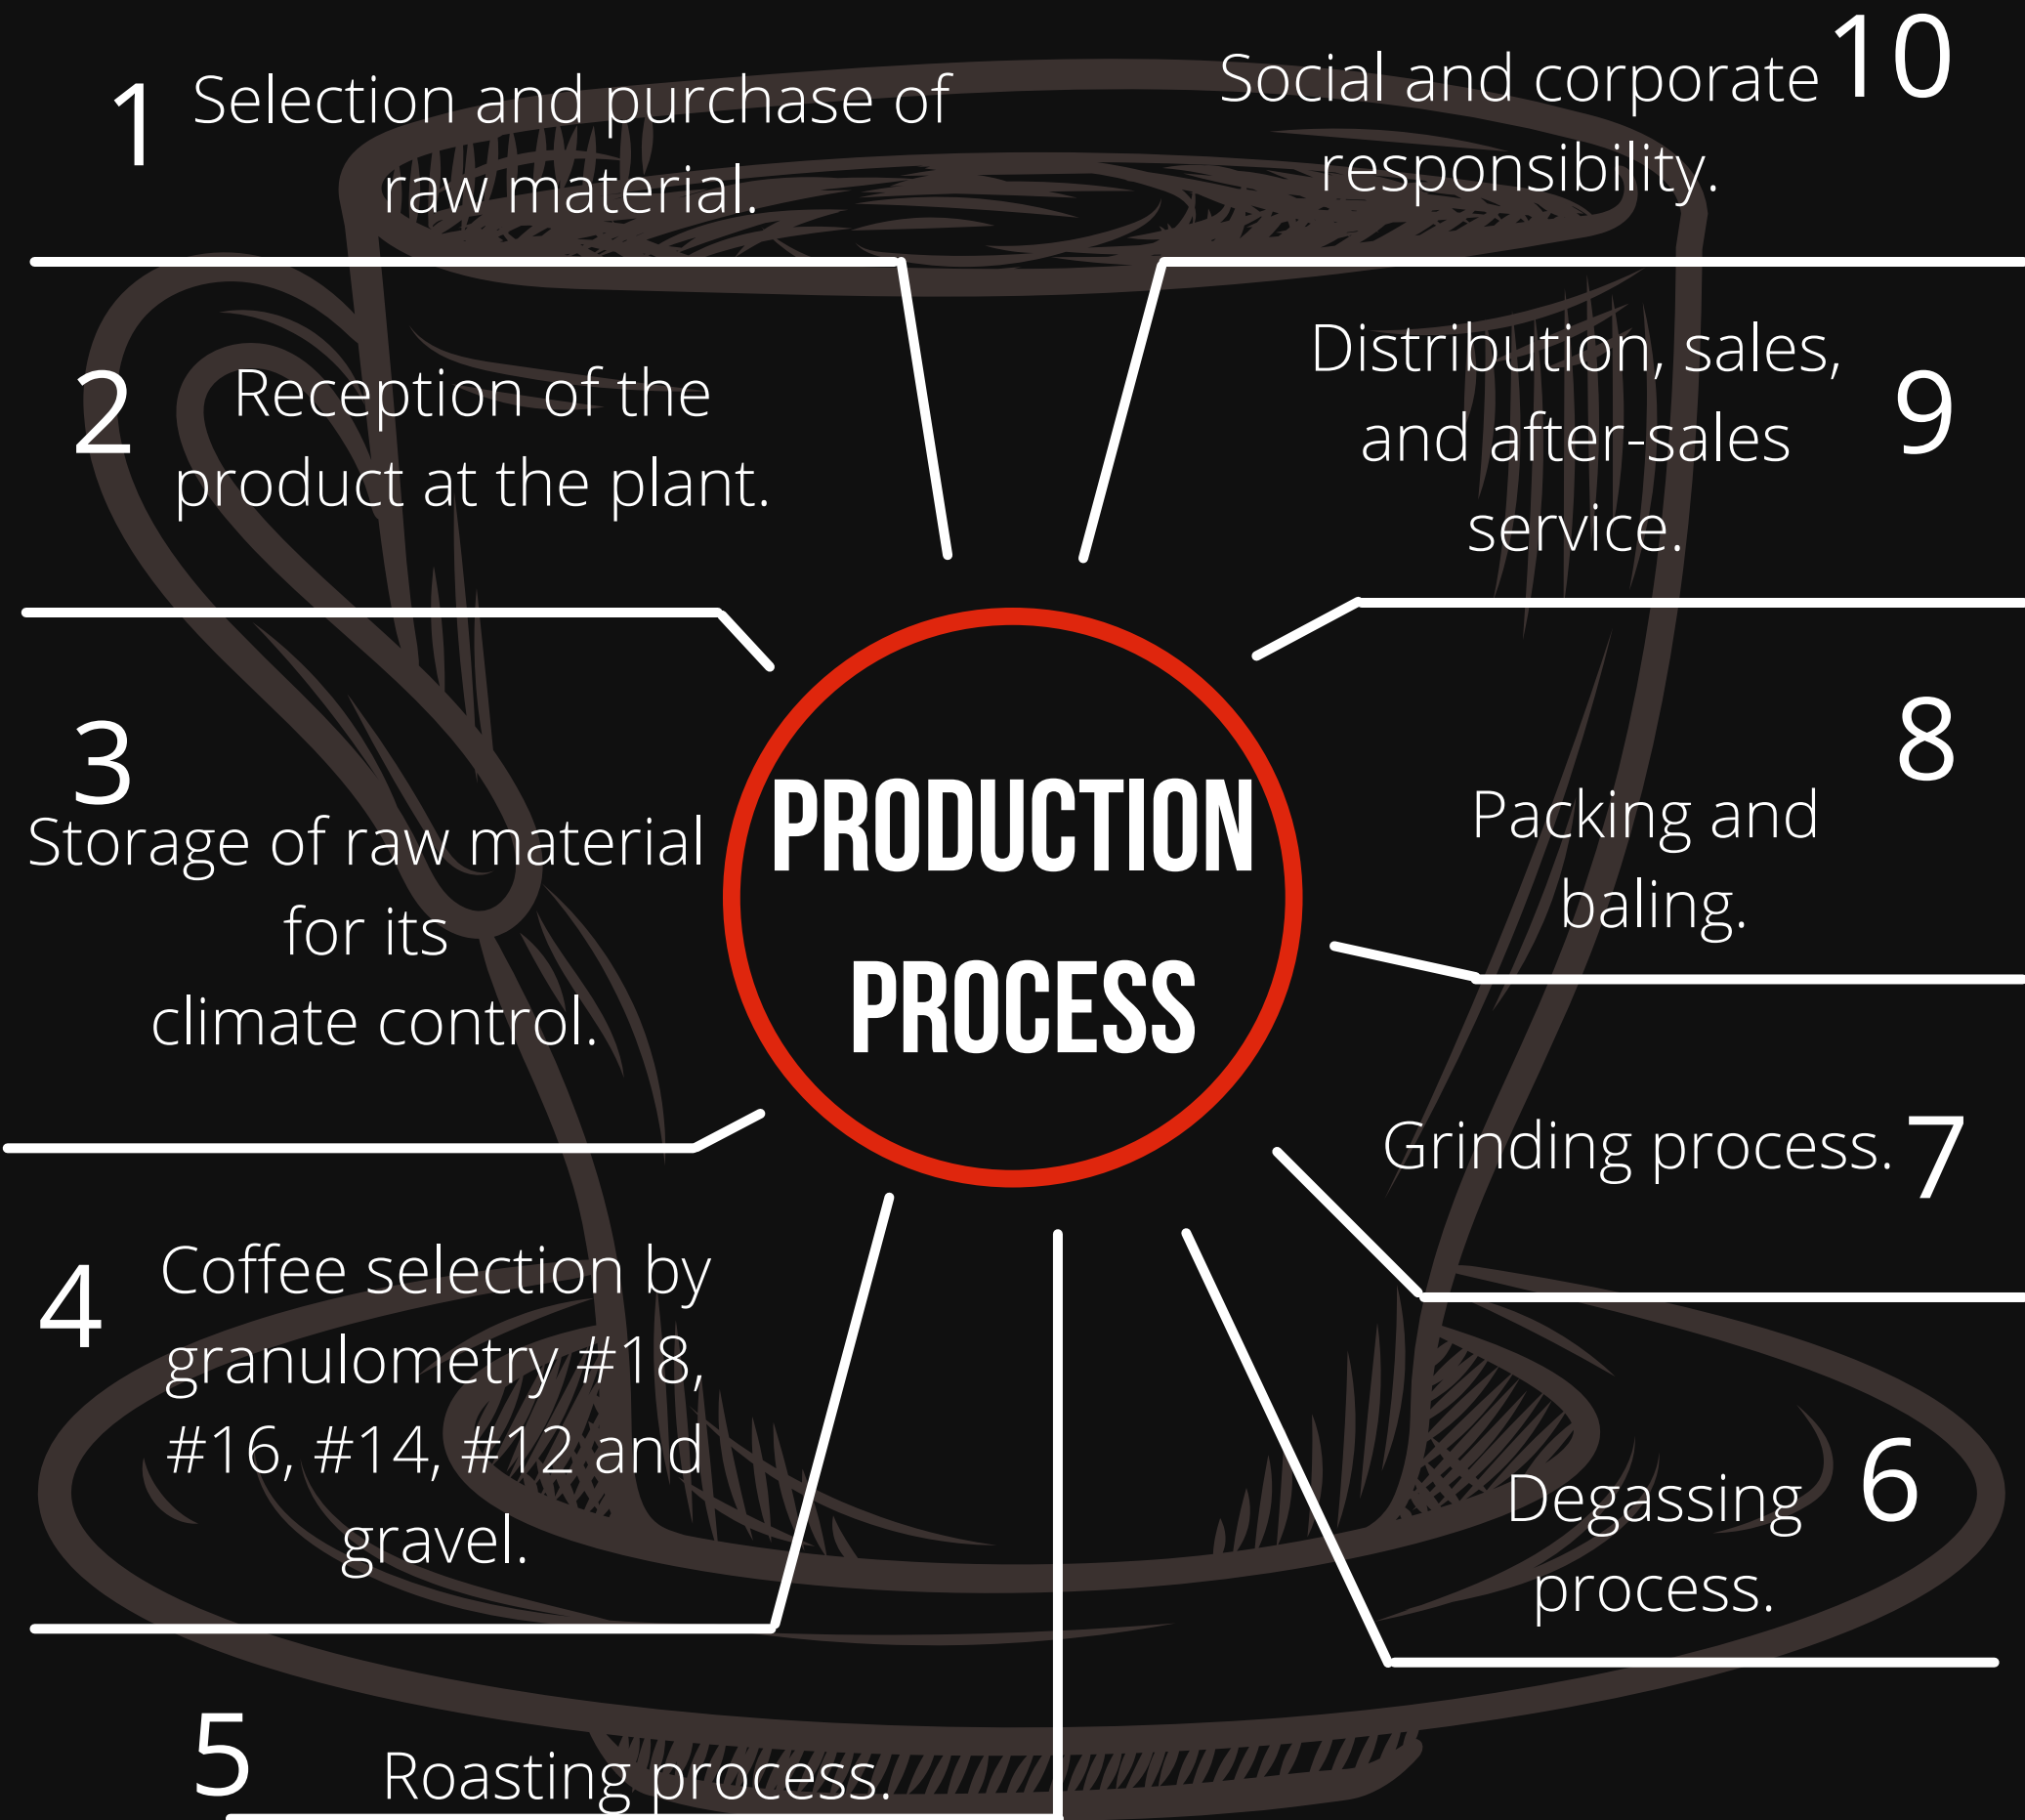 1
Selection and purchase of
raw material.
2
Reception of the
product at the plant.
3
Storage of raw material
for its
climate control.
4
Coffee selection by
granulometry #18,
#16, #14, #12 and
gravel.
5
Roasting process.
PRODUCTION
PROCESS
6
Degassing
process.
7
Grinding process.
8
Packing and
baling.
9
Distribution, sales,
and after-sales
service.
10
Social and corporate
responsibility.